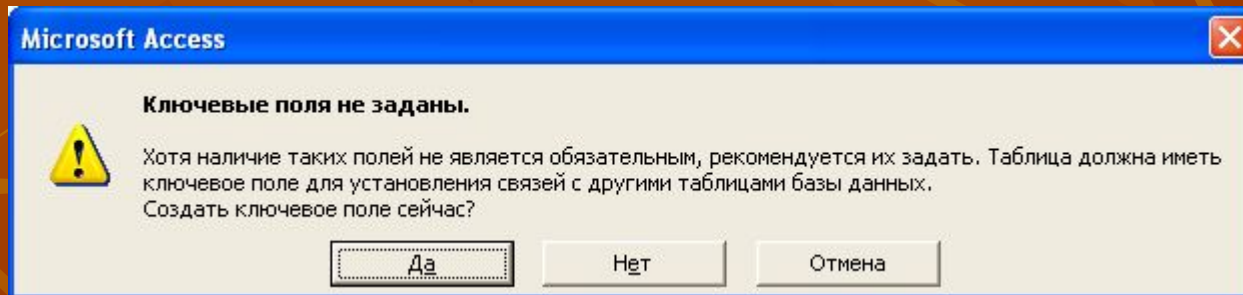 Microsoft Access
Ключевые поля не заданы.
Хотя наличие таких полей не является обязательным, рекомендуется их задать. Таблица должна иметь
ключевое поле для установления связей с другими таблицами базы данных.
Создать ключевое поле сейчас?
Да Нет Отмена